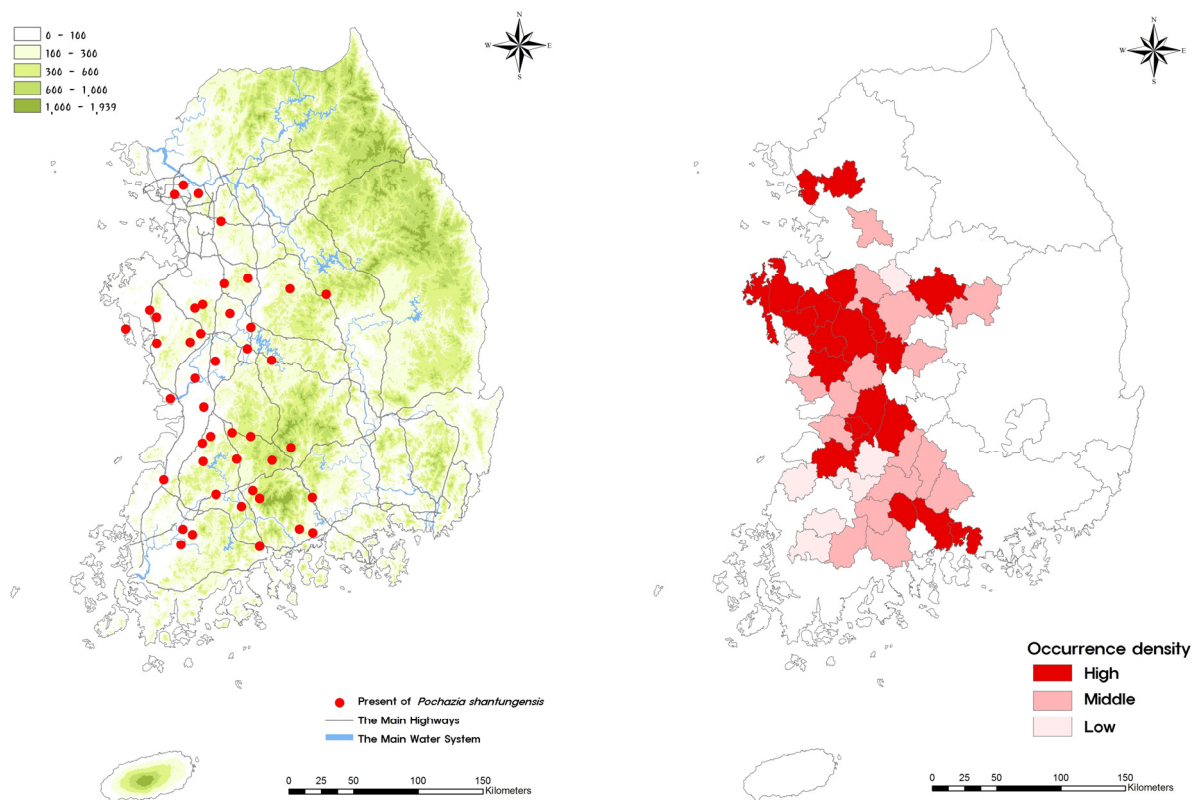 0 - 100
100 - 300
300 - 600
600 - 1,000
1,000 - 1,939
N
W E
S
Present of Pochazia shantungensis
The Main Highways
The Main Water System
0 25 50 100 150
Kilometers
N
W E
S
Occurrence density
High
Middle
Low
0 25 50 100 150
Kilometers